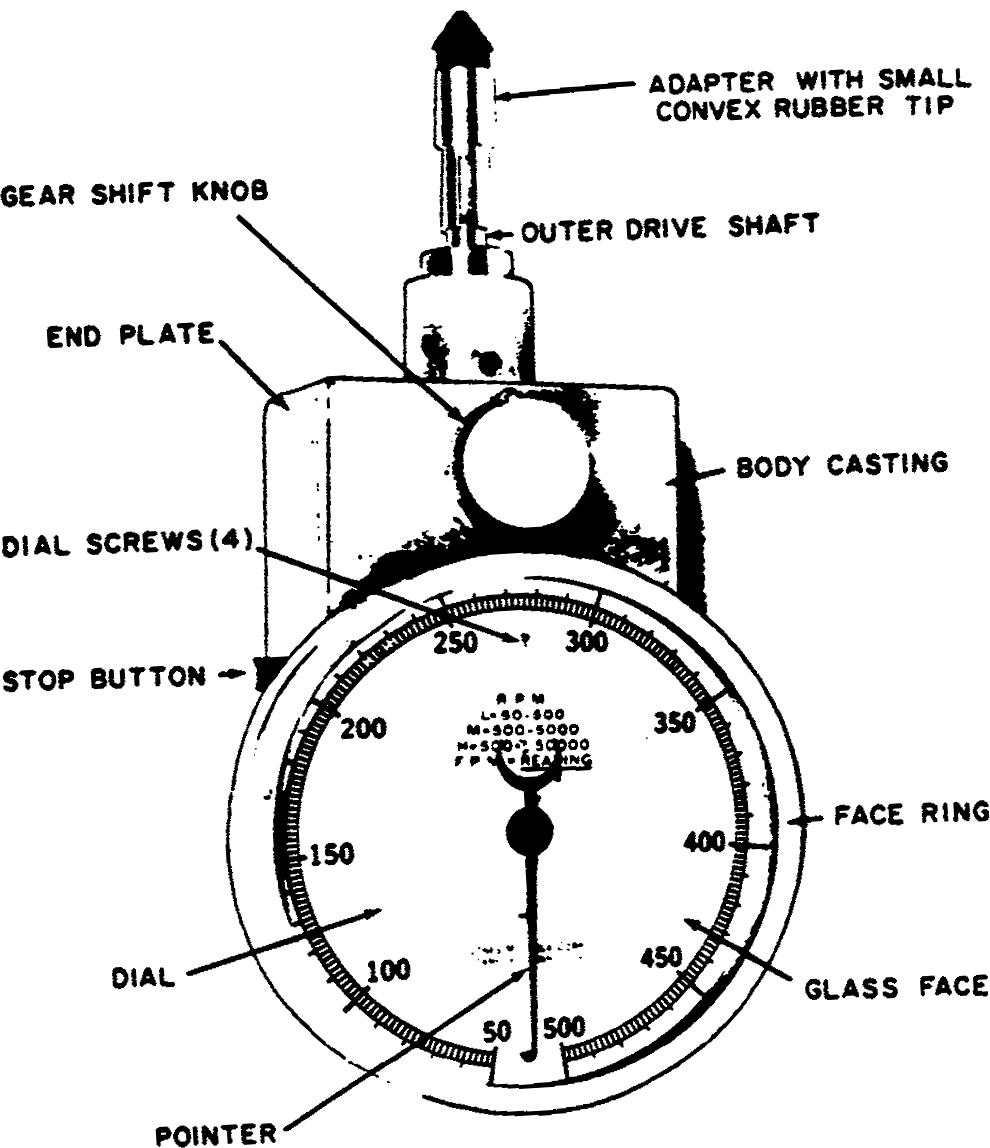 ADAPTER WITH SMALL
CONVEX RUBBER TIP
GEAR SHIFT KNOB
OUTER DRIVE SHAFT
END PLATE
BODY CASTING
DIAL SCREWS (4)
250
300
STOP BUTTON
200
350
RPM
L=50-500
M=500-5000
FPM = READING
FACE RING
150
400
DIAL
100
450
GLASS FACE
50
500
POINTER